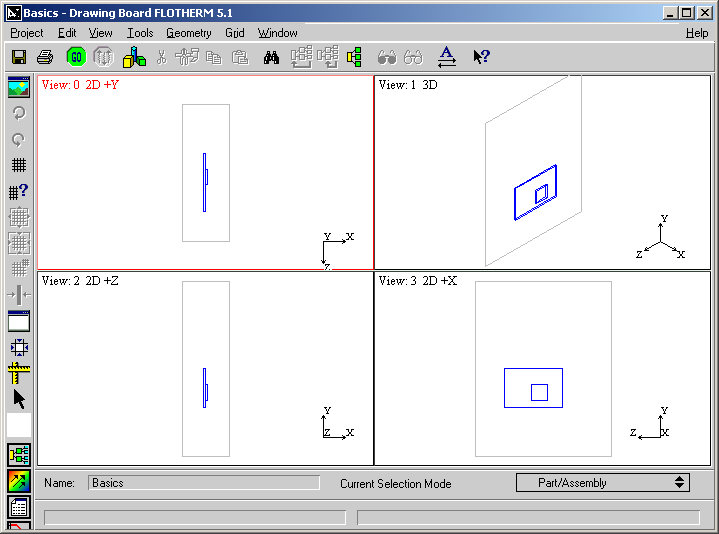 Basics - Drawing Board FLOTHERM 5.1
Project Edit View Tools Geometry Grid Window Help
GO
A
?
?
View: 0 2D +Y
Y X
Z
View: 1 3D
Y
Z X
View: 2 2D +Z
Y
Z X
View: 3 2D +X
Y
Z X
Name: Basics Current Selection Mode Part/Assembly